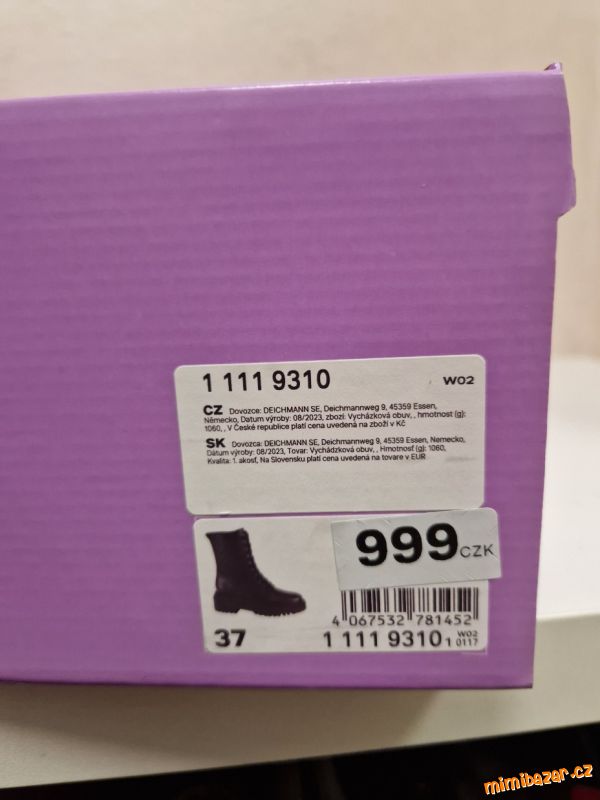 1 111 9310 W02
CZ Dovozce: DEICHMANN SE, Deichmannweg 9, 45359 Essen,
Německo, Datum výroby: 08/2023, zboží: Vycházková obuv, , hmotnost (g):
1060, , V České republice platí cena uvedená na zboží v Kč
SK Dovozca: DEICHMANN SE, Deichmannweg 9, 45359 Essen, Nemecko,
Dátum výroby: 08/2023, Tovar: Vychádzková obuv, , Hmotnosť (g): 1060,
Kvalita: 1. akosť, Na Slovensku platí cena uvedená na tovare v EUR
999 CZK
4 067532 781452
37 1 111 9310 1 W02
0117
mimibazar.cz